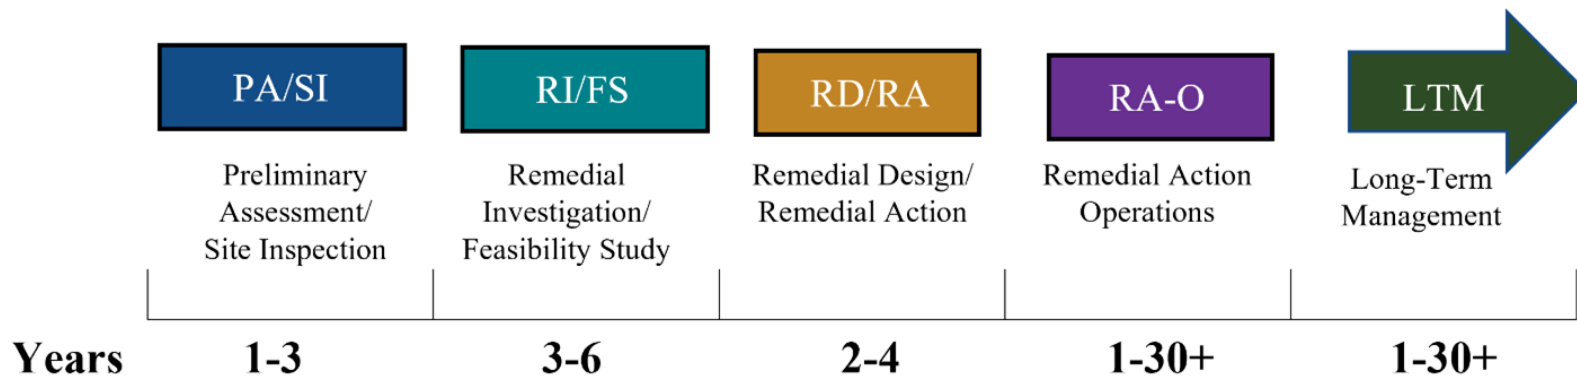 PA/SI
RI/FS
RD/RA
RA-O
LTM
Preliminary
Assessment/
Site Inspection
Remedial
Investigation/
Feasibility Study
Remedial Design/
Remedial Action
Remedial Action
Operations
Long-Term
Management
Years 1-3 3-6 2-4 1-30+ 1-30+